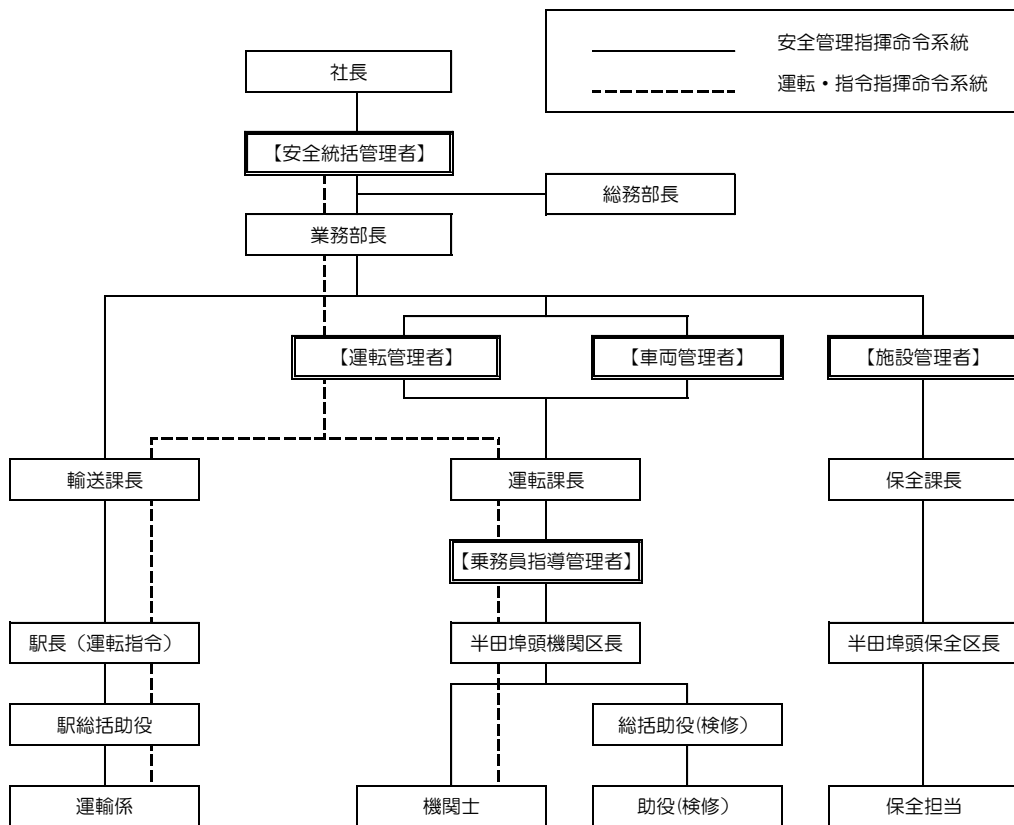 安全管理指揮命令系統
運転・指令指揮命令系統
社長
【安全統括管理者】
総務部長
業務部長
【運転管理者】
【車両管理者】
【施設管理者】
輸送課長
運転課長
保全課長
【乗務員指導管理者】
駅長（運転指令）
半田埠頭機関区長
半田埠頭保全区長
駅総括助役
総括助役(検修）
運輸係
機関士
助役(検修）
保全担当